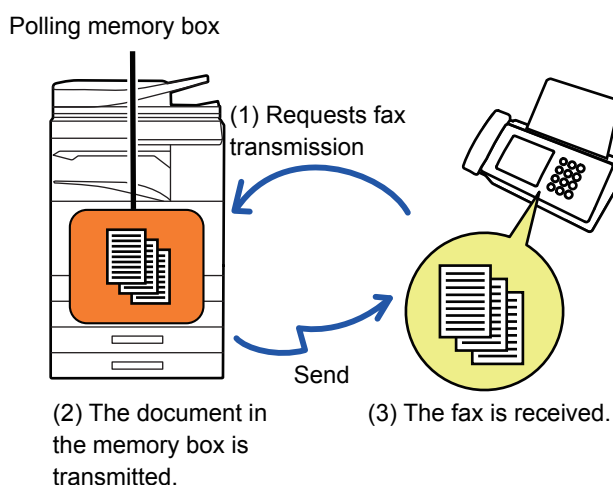 Polling memory box
(1) Requests fax
transmission
Send
(2) The document in
the memory box is
transmitted.
(3) The fax is received.